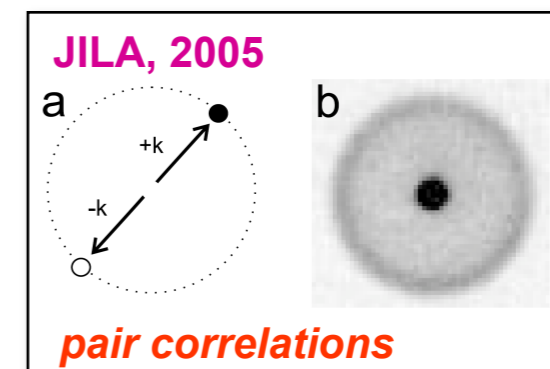 JILA, 2005
a
b
+k
-k
pair correlations